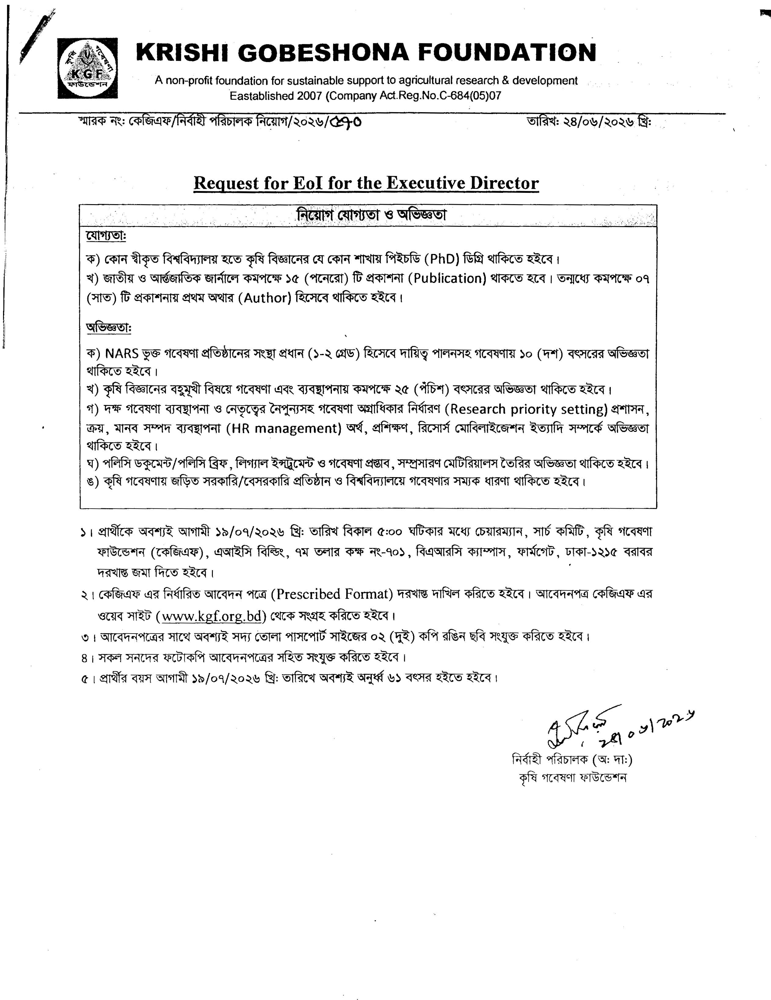 কৃষি গবেষণা
KGF
ফাউন্ডেশন
KRISHI GOBESHONA FOUNDATION
A non-profit foundation for sustainable support to agricultural research & development
Eastablished 2007 (Company Act.Reg.No.C-684(05)07
স্মারক নং: কেজিএফ/নির্বাহী পরিচালক নিয়োগ/২০২৬/৫৭০
তারিখ: ২৪/০৬/২০২৬ খ্রি:
Request for EoI for the Executive Director
নিয়োগ যোগ্যতা ও অভিজ্ঞতা
যোগ্যতা:
ক) কোন স্বীকৃত বিশ্ববিদ্যালয় হতে কৃষি বিজ্ঞানের যে কোন শাখায় পিইচডি (PhD) ডিগ্রি থাকিতে হইবে।
খ) জাতীয় ও আর্ন্তজাতিক জার্নালে কমপক্ষে ১৫ (পনেরো) টি প্রকাশনা (Publication) থাকতে হবে। তন্মধ্যে কমপক্ষে ০৭
(সাত) টি প্রকাশনায় প্রথম অথার (Author) হিসেবে থাকিতে হইবে।
অভিজ্ঞতা:
ক) NARS ভুক্ত গবেষণা প্রতিষ্ঠানের সংস্থা প্রধান (১-২ গ্রেড) হিসেবে দায়িত্ব পালনসহ গবেষণায় ১০ (দশ) বৎসরের অভিজ্ঞতা
থাকিতে হইবে।
খ) কৃষি বিজ্ঞানের বহুমূখী বিষয়ে গবেষণা এবং ব্যবস্থাপনায় কমপক্ষে ২৫ (পঁচিশ) বৎসরের অভিজ্ঞতা থাকিতে হইবে।
গ) দক্ষ গবেষণা ব্যবস্থাপনা ও নেতৃত্বের নৈপুন্যসহ গবেষণা অগ্রাধিকার নির্ধারণ (Research priority setting) প্রশাসন,
ক্রয়, মানব সম্পদ ব্যবস্থাপনা (HR management) অর্থ, প্রশিক্ষণ, রিসোর্স মোবিলাইজেশন ইত্যাদি সম্পর্কে অভিজ্ঞতা
থাকিতে হইবে।
ঘ) পলিসি ডকুমেন্ট/পলিসি ব্রিফ, লিগ্যাল ইন্সট্রুমেন্ট ও গবেষণা প্রস্তাব, সম্প্রসারণ মেটিরিয়ালস তৈরির অভিজ্ঞতা থাকিতে হইবে।
ঙ) কৃষি গবেষণায় জড়িত সরকারি/বেসরকারি প্রতিষ্ঠান ও বিশ্ববিদ্যালয়ে গবেষণার সম্যক ধারণা থাকিতে হইবে।
১। প্রার্থীকে অবশ্যই আগামী ১৯/০৭/২০২৬ খ্রি: তারিখ বিকাল ৫:০০ ঘটিকার মধ্যে চেয়ারম্যান, সার্চ কমিটি, কৃষি গবেষণা
ফাউন্ডেশন (কেজিএফ), এআইসি বিল্ডিং, ৭ম তলার কক্ষ নং-৭০১, বিএআরসি ক্যাম্পাস, ফার্মগেট, ঢাকা-১২১৫ বরাবর
দরখাস্ত জমা দিতে হইবে।
২। কেজিএফ এর নির্ধারিত আবেদন পত্রে (Prescribed Format) দরখাস্ত দাখিল করিতে হইবে। আবেদনপত্র কেজিএফ এর
ওয়েব সাইট (www.kgf.org.bd) থেকে সংগ্রহ করিতে হইবে।
৩। আবেদনপত্রের সাথে অবশ্যই সদ্য তোলা পাসপোর্ট সাইজের ০২ (দুই) কপি রঙিন ছবি সংযুক্ত করিতে হইবে।
৪। সকল সনদের ফটোকপি আবেদনপত্রের সহিত সংযুক্ত করিতে হইবে।
৫। প্রার্থীর বয়স আগামী ১৯/০৭/২০২৬ খ্রি: তারিখে অবশ্যই অনুর্ধ্ব ৬১ বৎসর হইতে হইবে।
২৪/০৬/২০২৬
নির্বাহী পরিচালক (অ: দা:)
কৃষি গবেষণা ফাউন্ডেশন